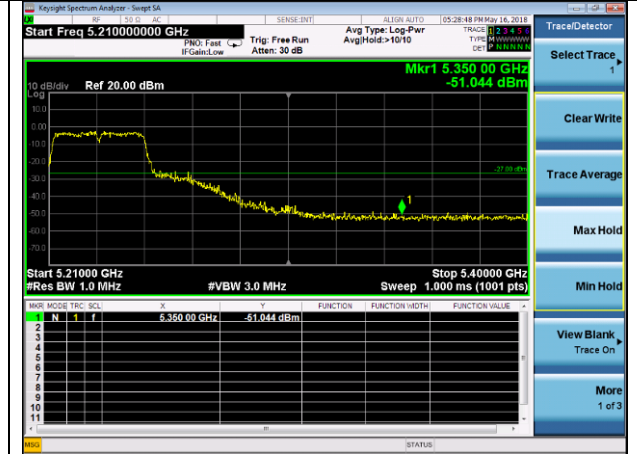 Keysight Spectrum Analyzer - Swept SA
RF 50 Ω AC SENSE:INT ALIGN AUTO 05:28:48 PM May 16, 2018
Start Freq 5.210000000 GHz
PNO: Fast
IFGain:Low
Trig: Free Run
Atten: 30 dB
Avg Type: Log-Pwr
Avg|Hold:>10/10
TRACE 1 2 3 4 5 6
TYPE M W W W W W
DET P N N N N N
Mkr1 5.350 00 GHz
-51.044 dBm
10 dB/div Ref 20.00 dBm
Log
10.0
0.00
-10.0
-20.0
-27.00 dBm
-30.0
-40.0
1
-50.0
-60.0
-70.0
Start 5.21000 GHz Stop 5.40000 GHz
#Res BW 1.0 MHz #VBW 3.0 MHz Sweep 1.000 ms (1001 pts)
MKR MODE TRC SCL X Y FUNCTION FUNCTION WIDTH FUNCTION VALUE
1 N 1 f 5.350 00 GHz -51.044 dBm
2
3
4
5
6
7
8
9
10
11
MSG STATUS
Trace/Detector
Select Trace
1
Clear Write
Trace Average
Max Hold
Min Hold
View Blank
Trace On
More
1 of 3